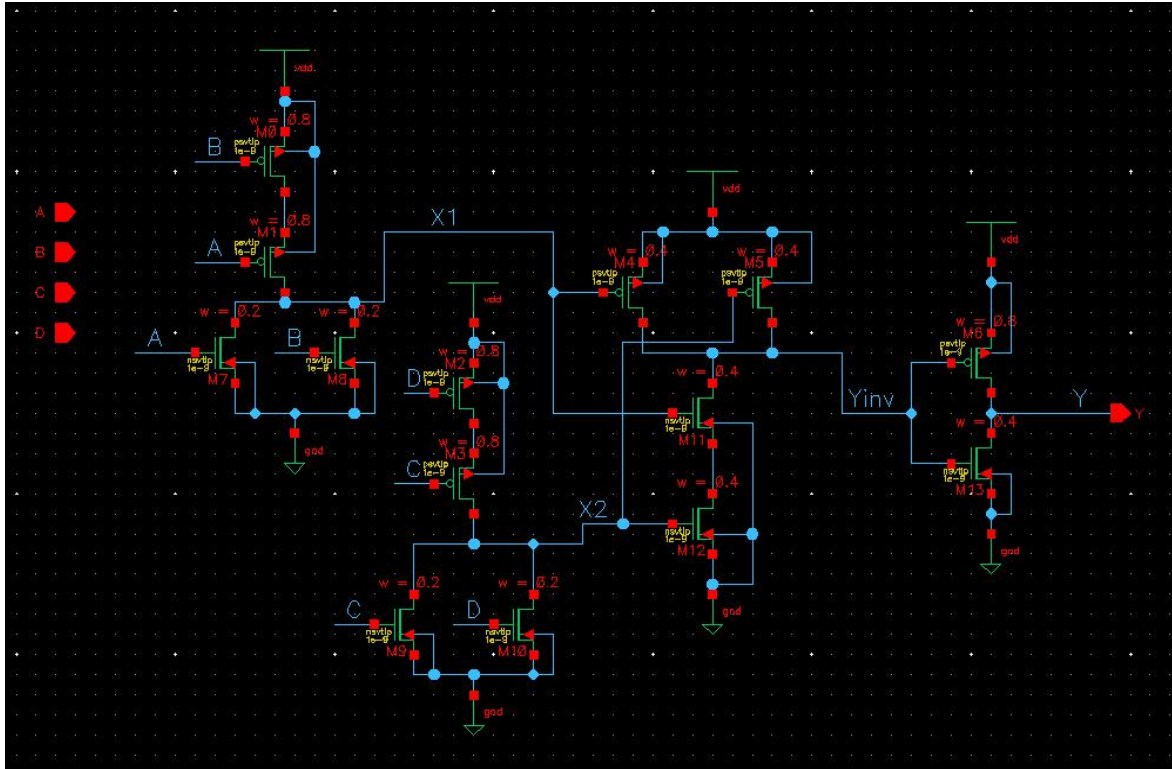 vdd
w = 0.8
M0
B
psvtlp
1e-9
w = 0.8
M1
A
psvtlp
1e-9
A
B
C
D
X1
w = 0.2
w = 0.2
A
nsvtlp
1e-9
M7
B
nsvtlp
1e-9
M8
gnd
vdd
w = 0.8
M2
D
psvtlp
1e-9
w = 0.8
M3
C
psvtlp
1e-9
X2
w = 0.2
w = 0.2
C
nsvtlp
1e-9
M9
D
nsvtlp
1e-9
M10
gnd
vdd
w = 0.4
M4
psvtlp
1e-9
w = 0.4
M5
psvtlp
1e-9
w = 0.4
nsvtlp
1e-9
M11
w = 0.4
nsvtlp
1e-9
M12
gnd
Yinv
vdd
w = 0.8
M6
psvtlp
1e-9
Y
Y
w = 0.4
nsvtlp
1e-9
M13
gnd